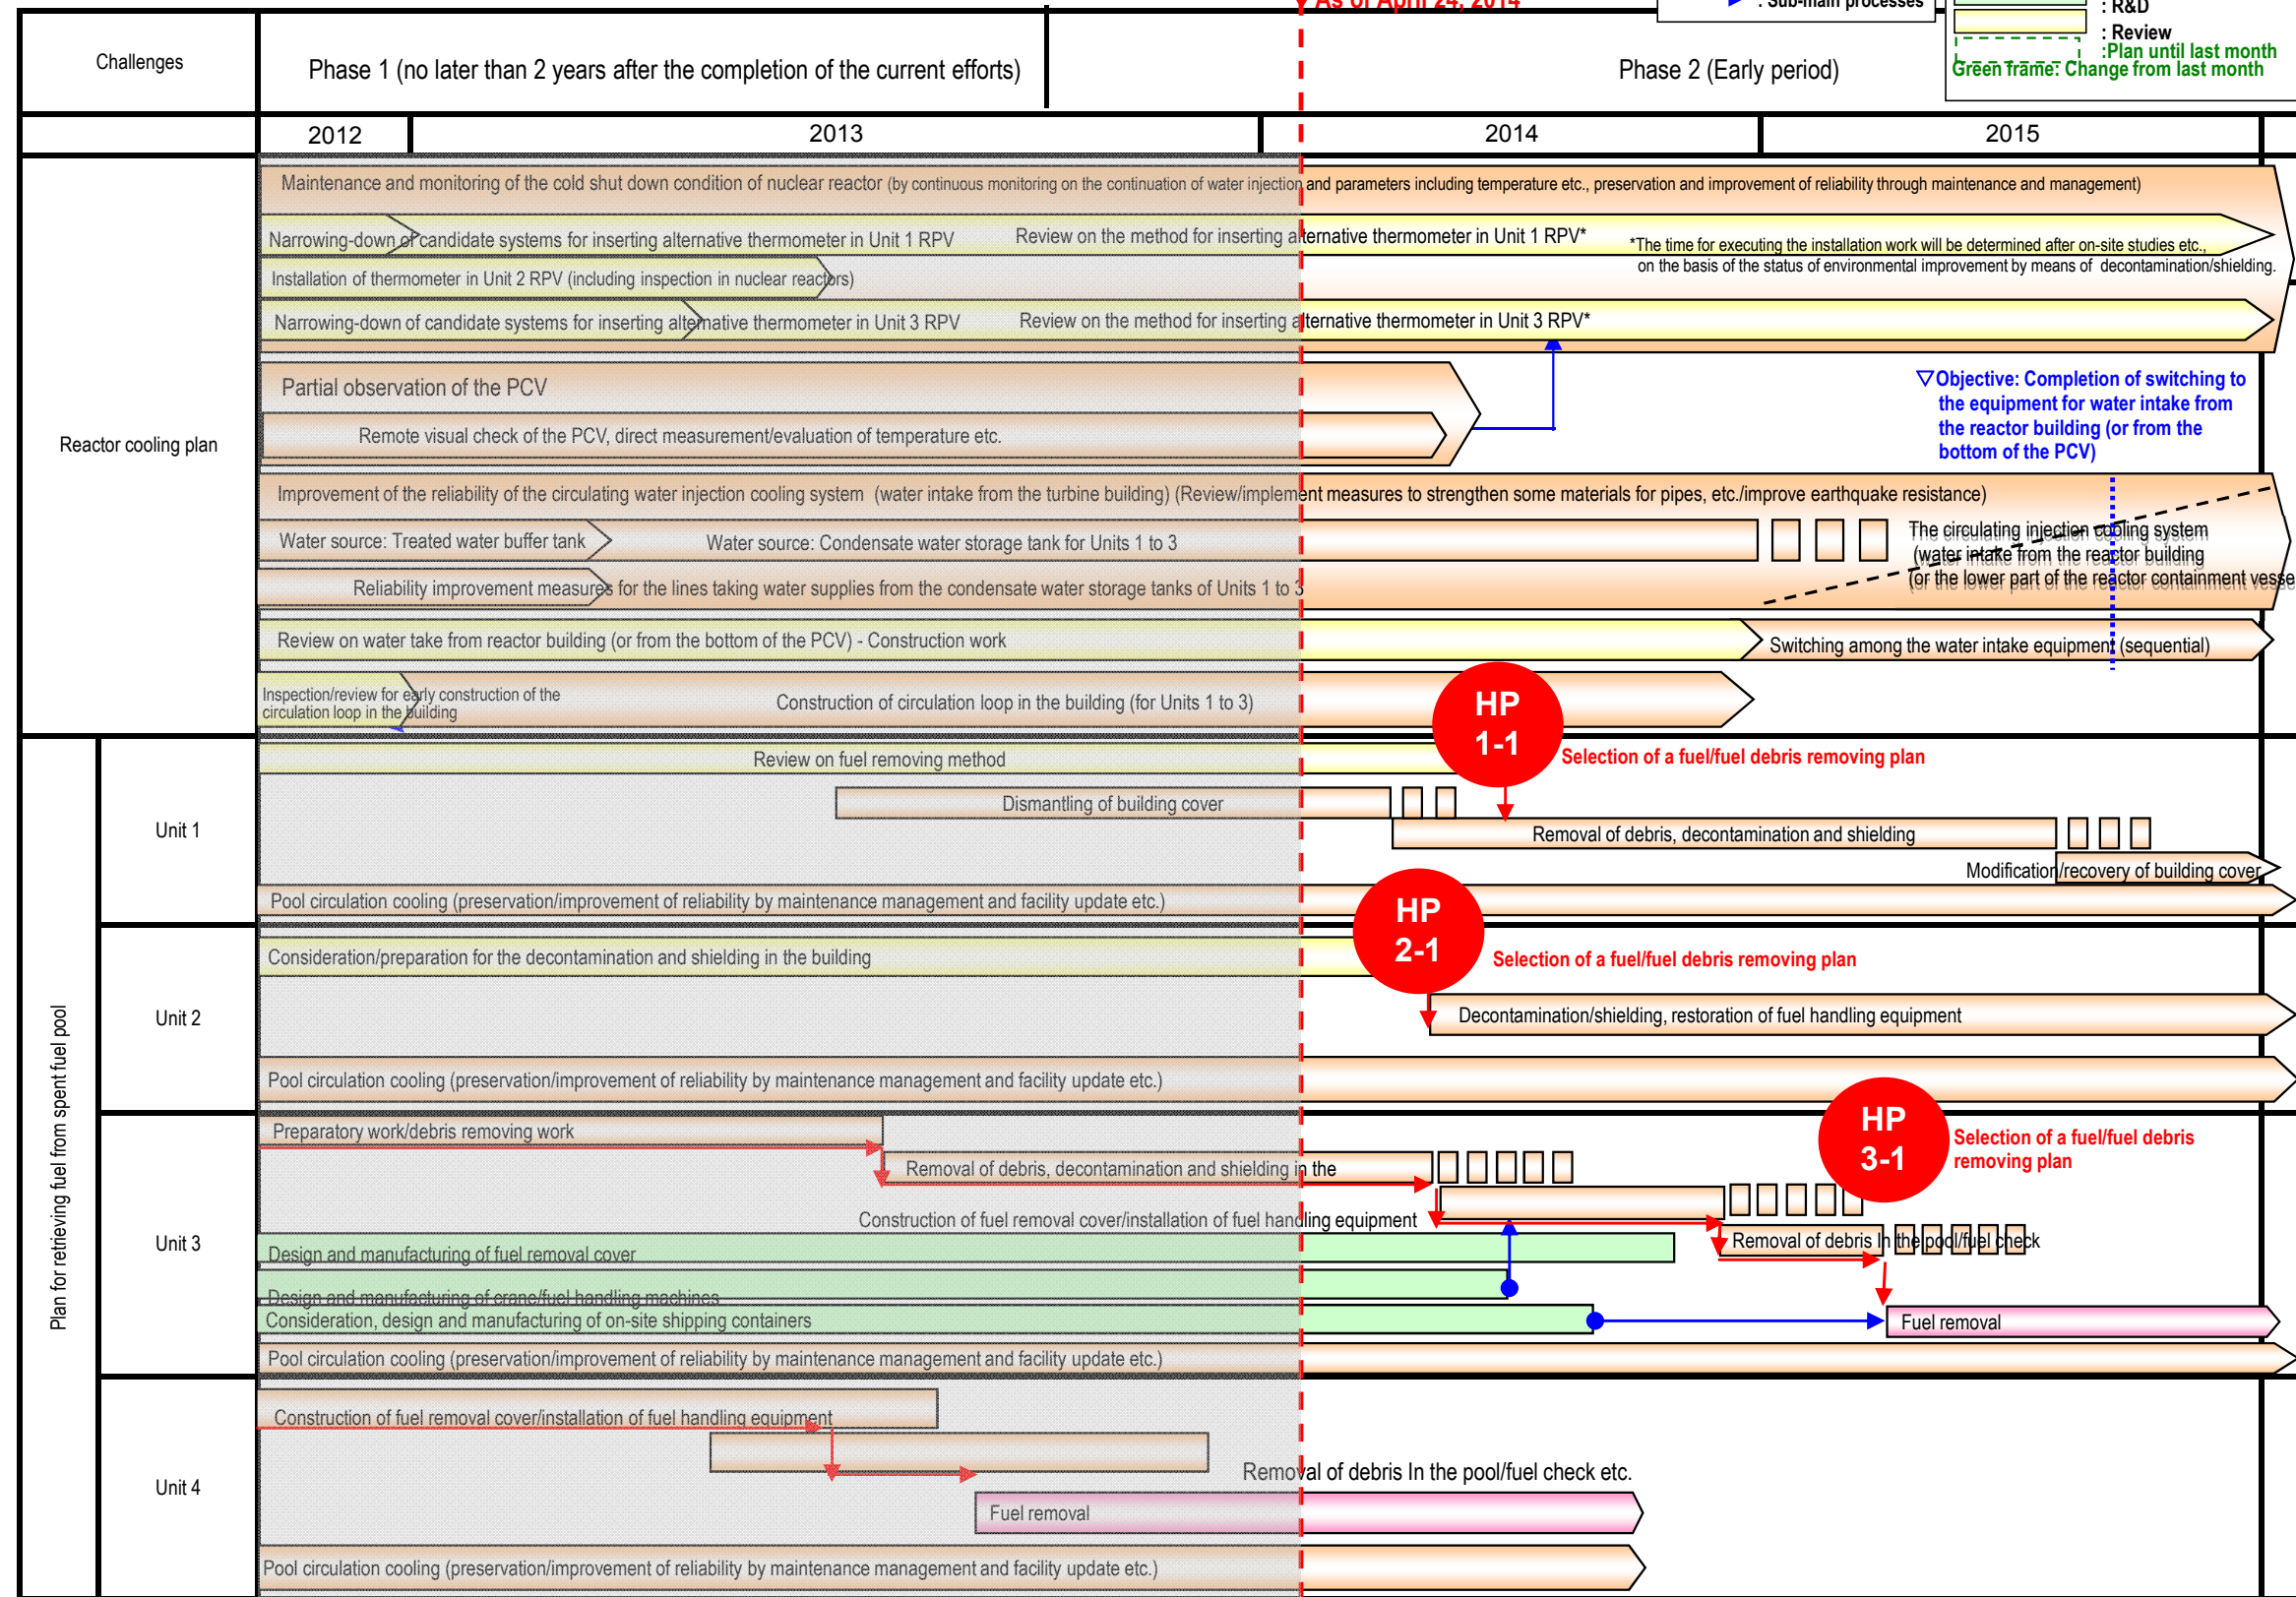 As of April 24, 2014
: Sub-main processes
: R&D
: Review
:Plan until last month
Green frame: Change from last month
Challenges
Phase 1 (no later than 2 years after the completion of the current efforts)
Phase 2 (Early period)
2012
2013
2014
2015
Reactor cooling plan
Maintenance and monitoring of the cold shut down condition of nuclear reactor (by continuous monitoring on the continuation of water injection and parameters including temperature etc., preservation and improvement of reliability through maintenance and management)
Narrowing-down of candidate systems for inserting alternative thermometer in Unit 1 RPV
Review on the method for inserting alternative thermometer in Unit 1 RPV*
*The time for executing the installation work will be determined after on-site studies etc.,
on the basis of the status of environmental improvement by means of decontamination/shielding.
Installation of thermometer in Unit 2 RPV (including inspection in nuclear reactors)
Narrowing-down of candidate systems for inserting alternative thermometer in Unit 3 RPV
Review on the method for inserting alternative thermometer in Unit 3 RPV*
Partial observation of the PCV
Remote visual check of the PCV, direct measurement/evaluation of temperature etc.
▽Objective: Completion of switching to
the equipment for water intake from
the reactor building (or from the
bottom of the PCV)
Improvement of the reliability of the circulating water injection cooling system (water intake from the turbine building) (Review/implement measures to strengthen some materials for pipes, etc./improve earthquake resistance)
Water source: Treated water buffer tank
Water source: Condensate water storage tank for Units 1 to 3
The circulating injection cooling system
(water intake from the reactor building
(or the lower part of the reactor containment vesse
Reliability improvement measures for the lines taking water supplies from the condensate water storage tanks of Units 1 to 3
Review on water take from reactor building (or from the bottom of the PCV) - Construction work
Switching among the water intake equipment (sequential)
Inspection/review for early construction of the
circulation loop in the building
Construction of circulation loop in the building (for Units 1 to 3)
Plan for retrieving fuel from spent fuel pool
Unit 1
Review on fuel removing method
HP
1-1
Selection of a fuel/fuel debris removing plan
Dismantling of building cover
Removal of debris, decontamination and shielding
Modification/recovery of building cover
Pool circulation cooling (preservation/improvement of reliability by maintenance management and facility update etc.)
Unit 2
Consideration/preparation for the decontamination and shielding in the building
HP
2-1
Selection of a fuel/fuel debris removing plan
Decontamination/shielding, restoration of fuel handling equipment
Pool circulation cooling (preservation/improvement of reliability by maintenance management and facility update etc.)
Unit 3
Preparatory work/debris removing work
HP
3-1
Selection of a fuel/fuel debris
removing plan
Removal of debris, decontamination and shielding in the
Construction of fuel removal cover/installation of fuel handling equipment
Removal of debris In the pool/fuel check
Design and manufacturing of fuel removal cover
Design and manufacturing of crane/fuel handling machines
Consideration, design and manufacturing of on-site shipping containers
Fuel removal
Pool circulation cooling (preservation/improvement of reliability by maintenance management and facility update etc.)
Unit 4
Construction of fuel removal cover/installation of fuel handling equipment
Removal of debris In the pool/fuel check etc.
Fuel removal
Pool circulation cooling (preservation/improvement of reliability by maintenance management and facility update etc.)